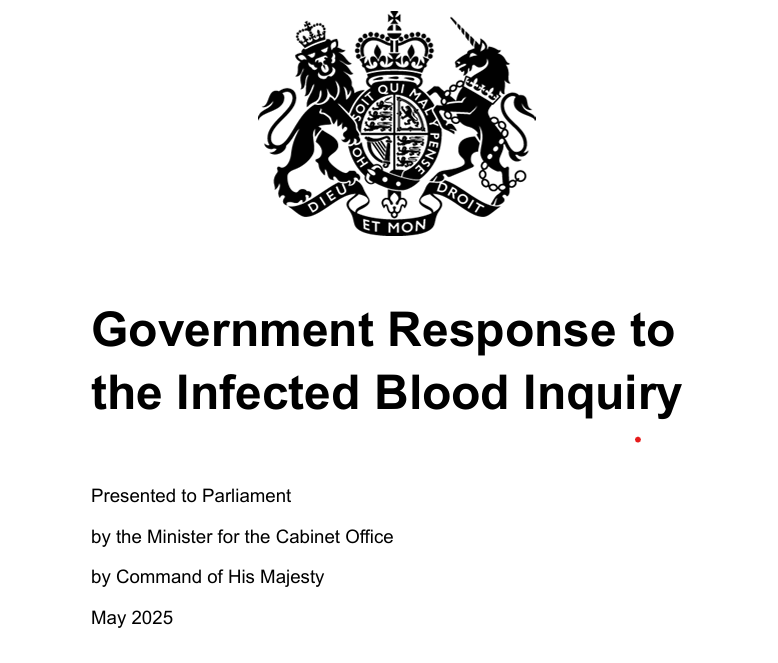 SOIT QUI MAL Y PENSE
HON
DIEU ET MON DROIT
Government Response to
the Infected Blood Inquiry
Presented to Parliament
by the Minister for the Cabinet Office
by Command of His Majesty
May 2025